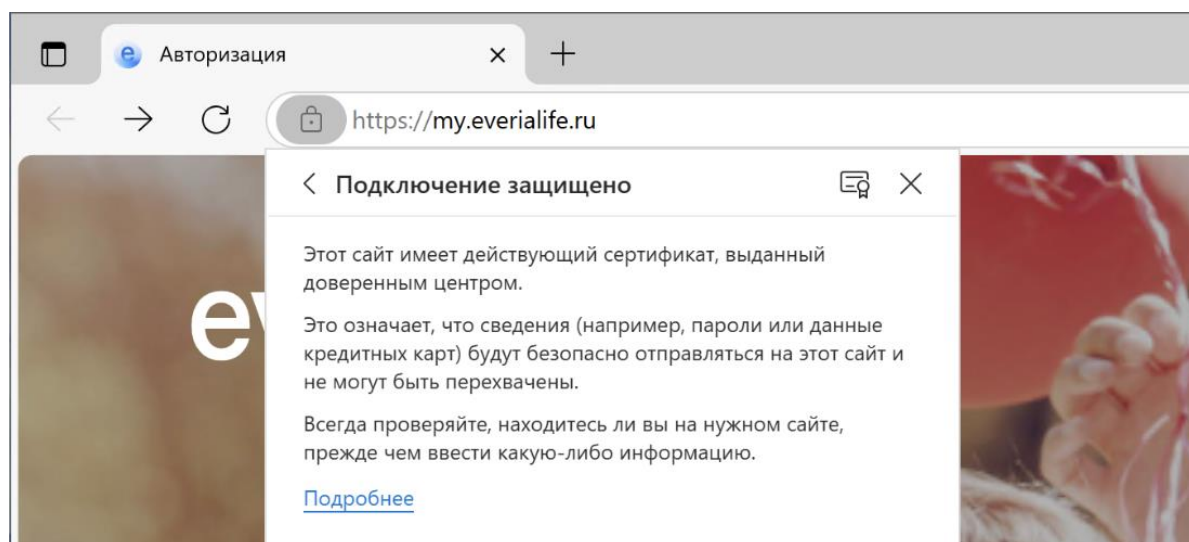 e Авторизация
https://my.everialife.ru
Подключение защищено
Этот сайт имеет действующий сертификат, выданный
доверенным центром.
Это означает, что сведения (например, пароли или данные
кредитных карт) будут безопасно отправляться на этот сайт и
не могут быть перехвачены.
ev
Всегда проверяйте, находитесь ли вы на нужном сайте,
прежде чем ввести какую-либо информацию.
Подробнее